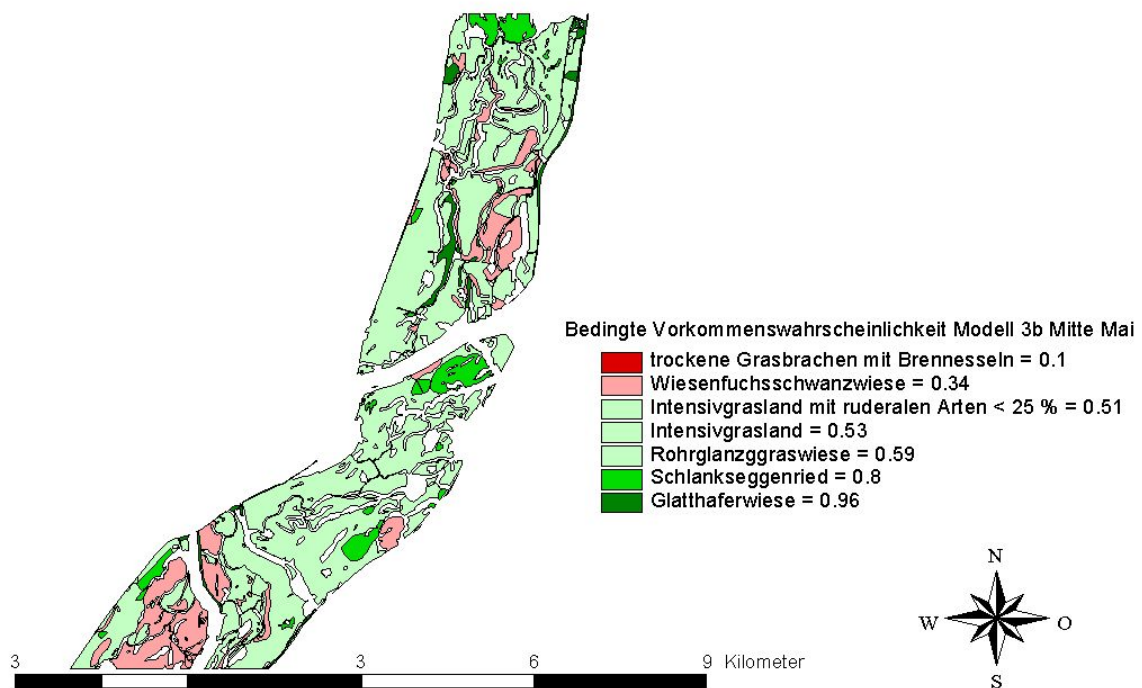 Bedingte Vorkommenswahrscheinlichkeit Modell 3b Mitte Mai
trockene Grasbrachen mit Brennesseln = 0.1
Wiesenfuchsschwanzwiese = 0.34
Intensivgrasland mit ruderalen Arten < 25 % = 0.51
Intensivgrasland = 0.53
Rohrglanzggraswiese = 0.59
Schlankseggenried = 0.8
Glatthaferwiese = 0.96
N
W O
S
3 3 6 9 Kilometer